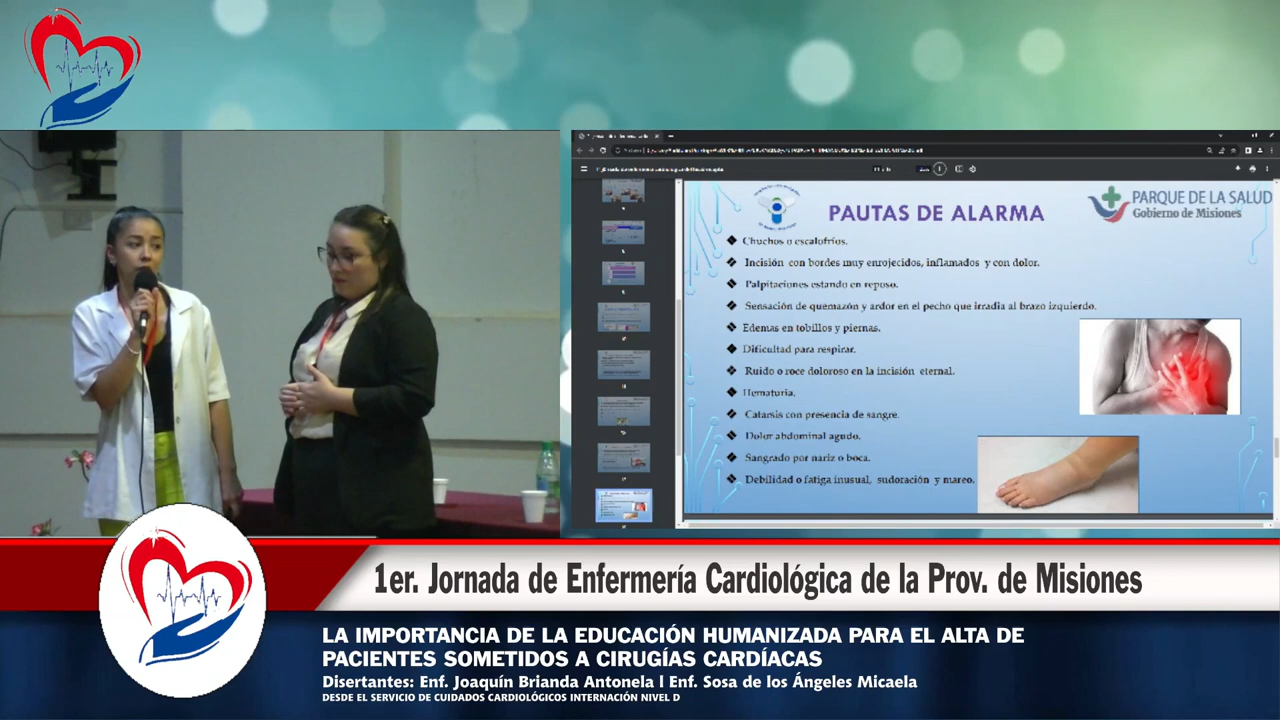 PAUTAS DE ALARMA
PARQUE DE LA SALUD
Gobierno de Misiones
Chuchos o escalofríos.
Incisión con bordes muy enrojecidos, inflamados y con dolor.
Palpitaciones estando en reposo.
Sensación de quemazón y ardor en el pecho que irradia al brazo izquierdo.
Edemas en tobillos y piernas.
Dificultad para respirar.
Ruido o roce doloroso en la incisión eternal.
Hematuria.
Catarsis con presencia de sangre.
Dolor abdominal agudo.
Sangrado por nariz o boca.
Debilidad o fatiga inusual, sudoración y mareo.
1er. Jornada de Enfermería Cardiológica de la Prov. de Misiones
LA IMPORTANCIA DE LA EDUCACIÓN HUMANIZADA PARA EL ALTA DE
PACIENTES SOMETIDOS A CIRUGÍAS CARDÍACAS
Disertantes: Enf. Joaquín Brianda Antonela l Enf. Sosa de los Ángeles Micaela
DESDE EL SERVICIO DE CUIDADOS CARDIOLÓGICOS INTERNACIÓN NIVEL D